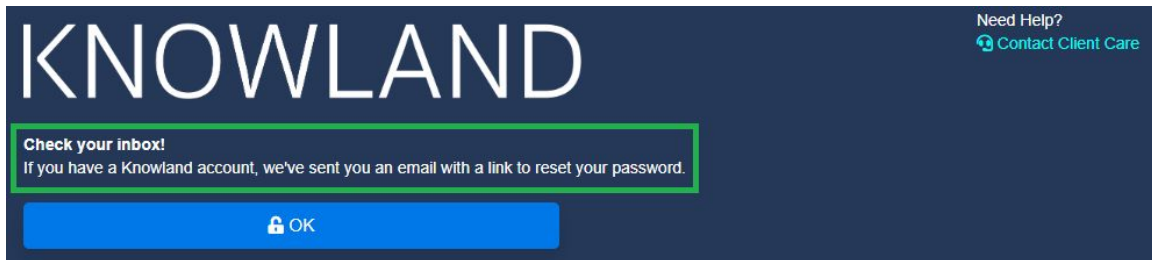 KNOWLAND
Need Help?
Contact Client Care
Check your inbox!
If you have a Knowland account, we've sent you an email with a link to reset your password.
OK